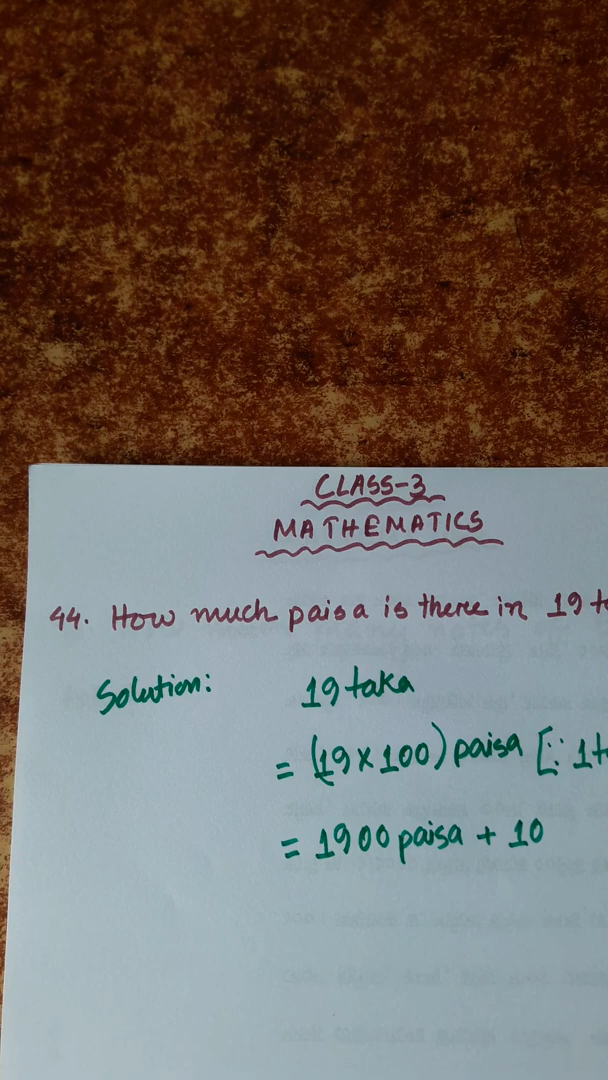 CLASS-3
MATHEMATICS
44. How much paisa is there in 19 t
Solution: 19 taka
= (19×100) paisa [∵ 1t
= 1900 paisa + 10